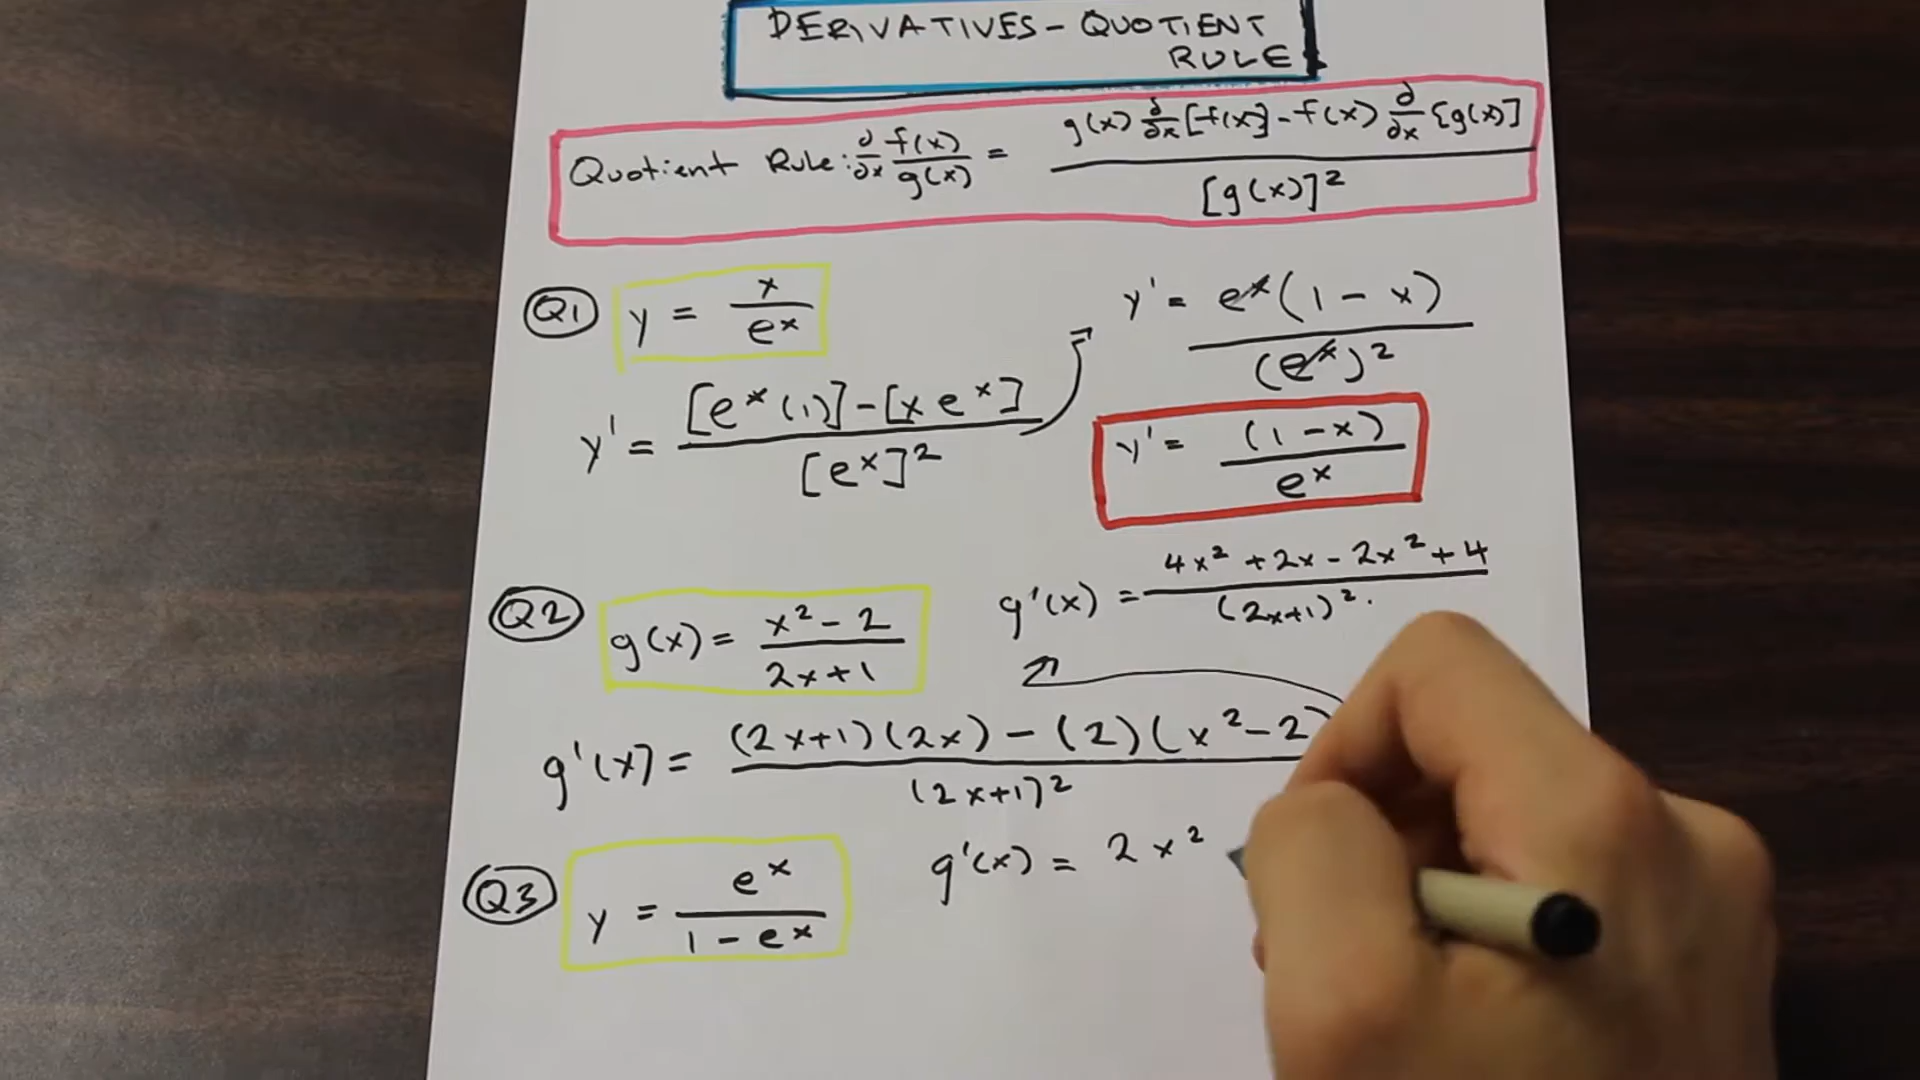 DERIVATIVES - QUOTIENT
RULE
Quotient Rule: ∂/∂x f(x)/g(x) = g(x) ∂/∂x [f(x)] - f(x) ∂/∂x {g(x)] / [g(x)]²
Q1 y = x / eˣ
y' = [eˣ(1)] - [x eˣ] / [eˣ]²
y' = eˣ(1 - x) / (eˣ)²
y' = (1 - x) / eˣ
Q2 g(x) = x² - 2 / 2x + 1
g'(x) = (2x+1)(2x) - (2)(x² - 2) / (2x+1)²
g'(x) = 4x² + 2x - 2x² + 4 / (2x+1)².
g'(x) = 2x²
Q3 y = eˣ / 1 - eˣ